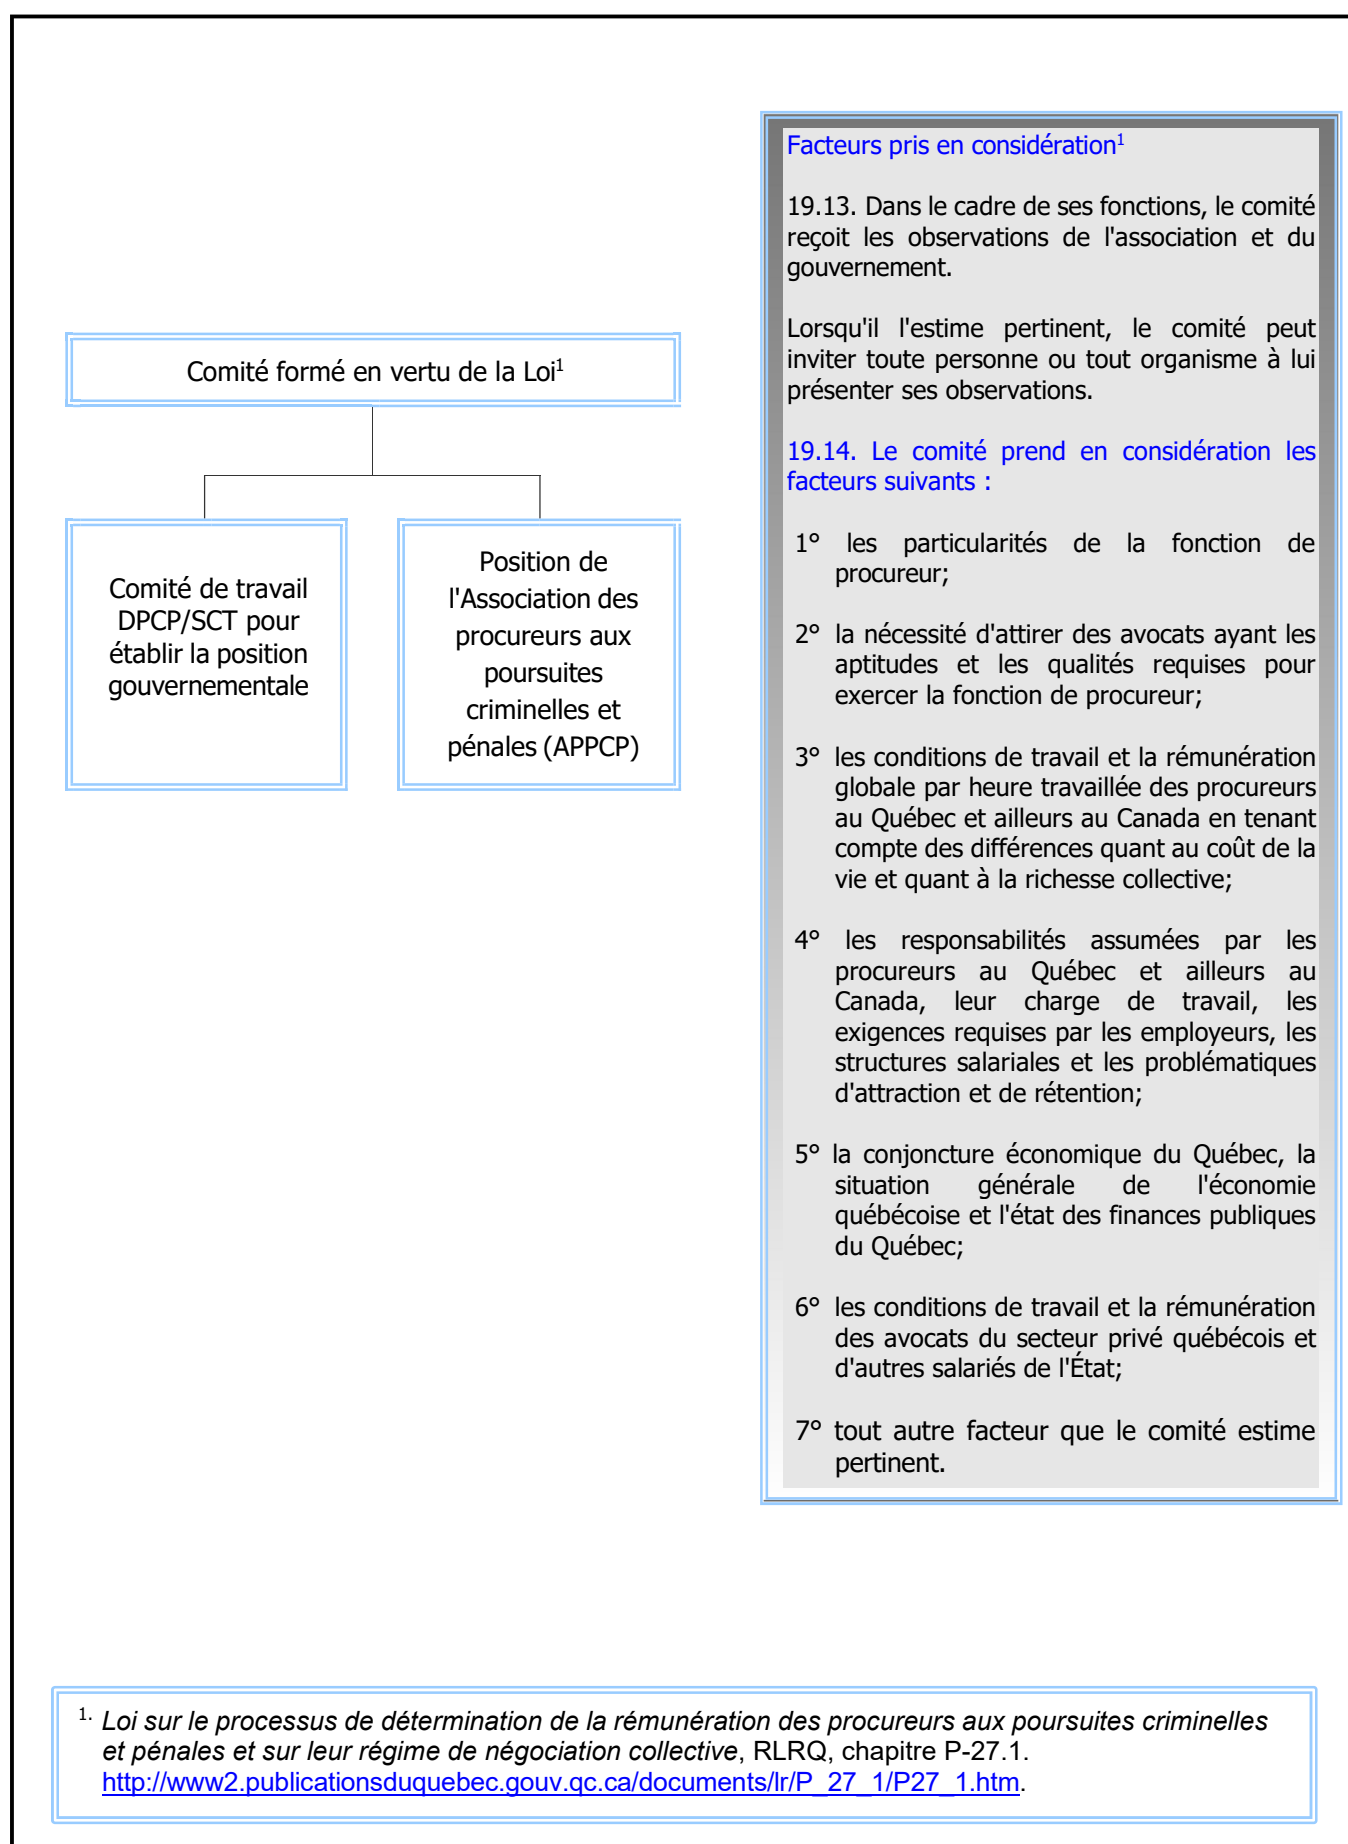 Comité formé en vertu de la Loi1
Comité de travail
DPCP/SCT pour
établir la position
gouvernementale
Position de
l'Association des
procureurs aux
poursuites
criminelles et
pénales (APPCP)
Facteurs pris en considération1
19.13. Dans le cadre de ses fonctions, le comité
reçoit les observations de l'association et du
gouvernement.
Lorsqu'il l'estime pertinent, le comité peut
inviter toute personne ou tout organisme à lui
présenter ses observations.
19.14. Le comité prend en considération les
facteurs suivants :
1° les particularités de la fonction de
procureur;
2° la nécessité d'attirer des avocats ayant les
aptitudes et les qualités requises pour
exercer la fonction de procureur;
3° les conditions de travail et la rémunération
globale par heure travaillée des procureurs
au Québec et ailleurs au Canada en tenant
compte des différences quant au coût de la
vie et quant à la richesse collective;
4° les responsabilités assumées par les
procureurs au Québec et ailleurs au
Canada, leur charge de travail, les
exigences requises par les employeurs, les
structures salariales et les problématiques
d'attraction et de rétention;
5° la conjoncture économique du Québec, la
situation générale de l'économie
québécoise et l'état des finances publiques
du Québec;
6° les conditions de travail et la rémunération
des avocats du secteur privé québécois et
d'autres salariés de l'État;
7° tout autre facteur que le comité estime
pertinent.
1. Loi sur le processus de détermination de la rémunération des procureurs aux poursuites criminelles
et pénales et sur leur régime de négociation collective, RLRQ, chapitre P-27.1.
http://www2.publicationsduquebec.gouv.qc.ca/documents/lr/P_27_1/P27_1.htm.